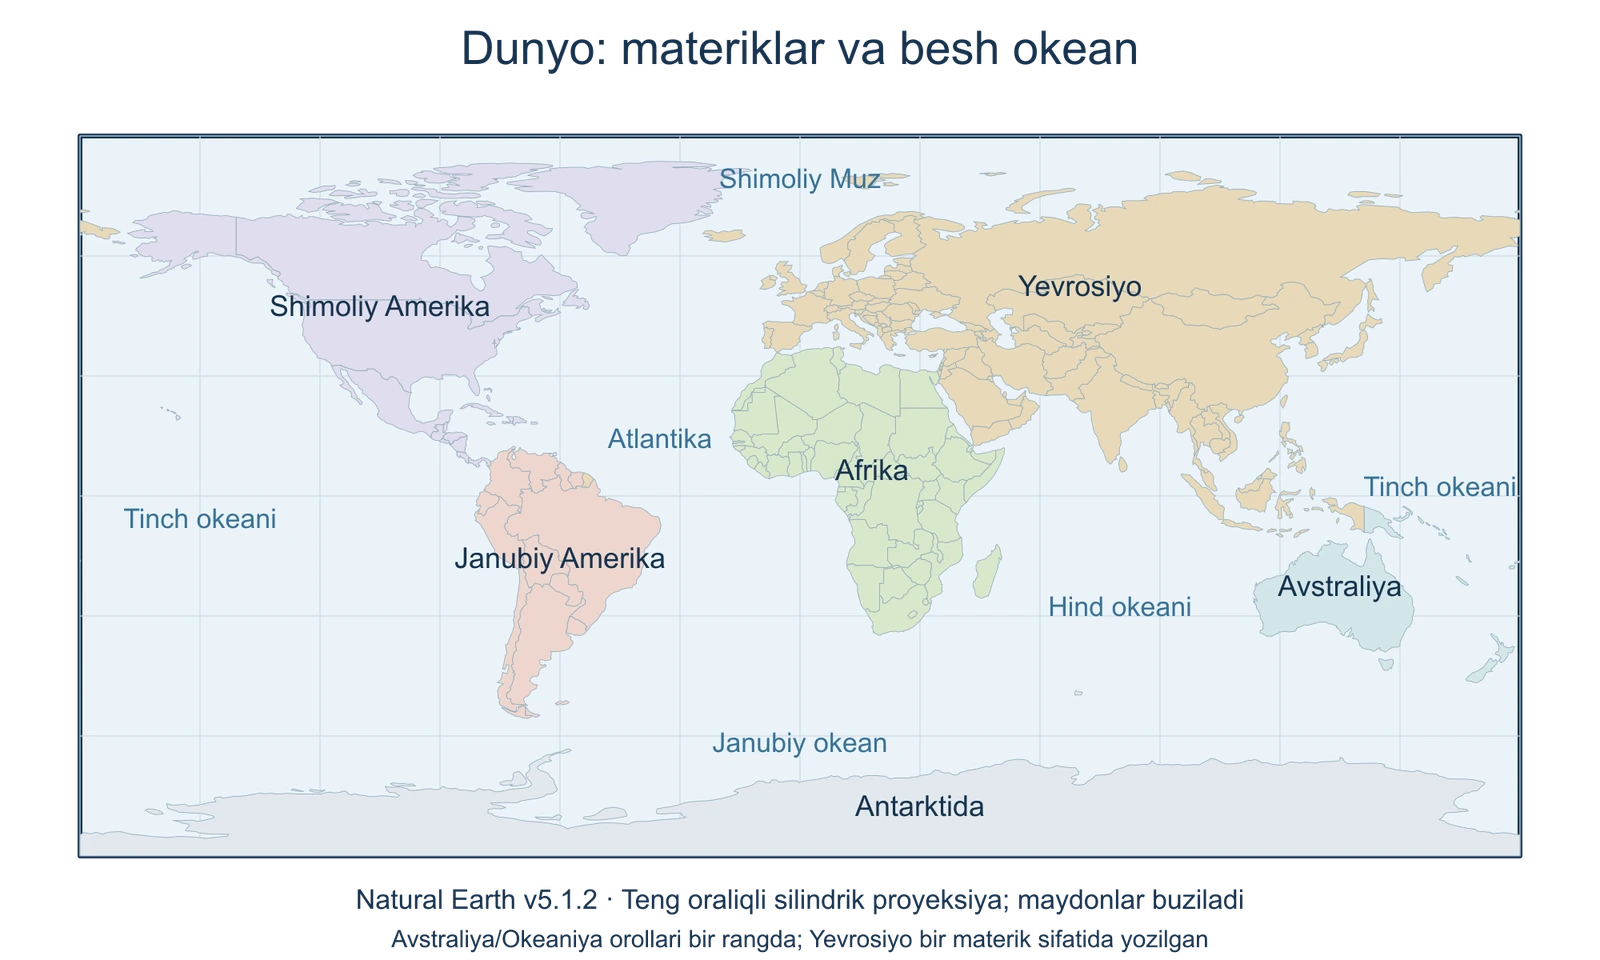 Dunyo: materiklar va besh okean
Shimoliy Muz
Yevrosiyo
Shimoliy Amerika
Atlantika
Afrika
Tinch okeani
Tinch okeani
Janubiy Amerika
Avstraliya
Hind okeani
Janubiy okean
Antarktida
Natural Earth v5.1.2 · Teng oraliqli silindrik proyeksiya; maydonlar buziladi
Avstraliya/Okeaniya orollari bir rangda; Yevrosiyo bir materik sifatida yozilgan